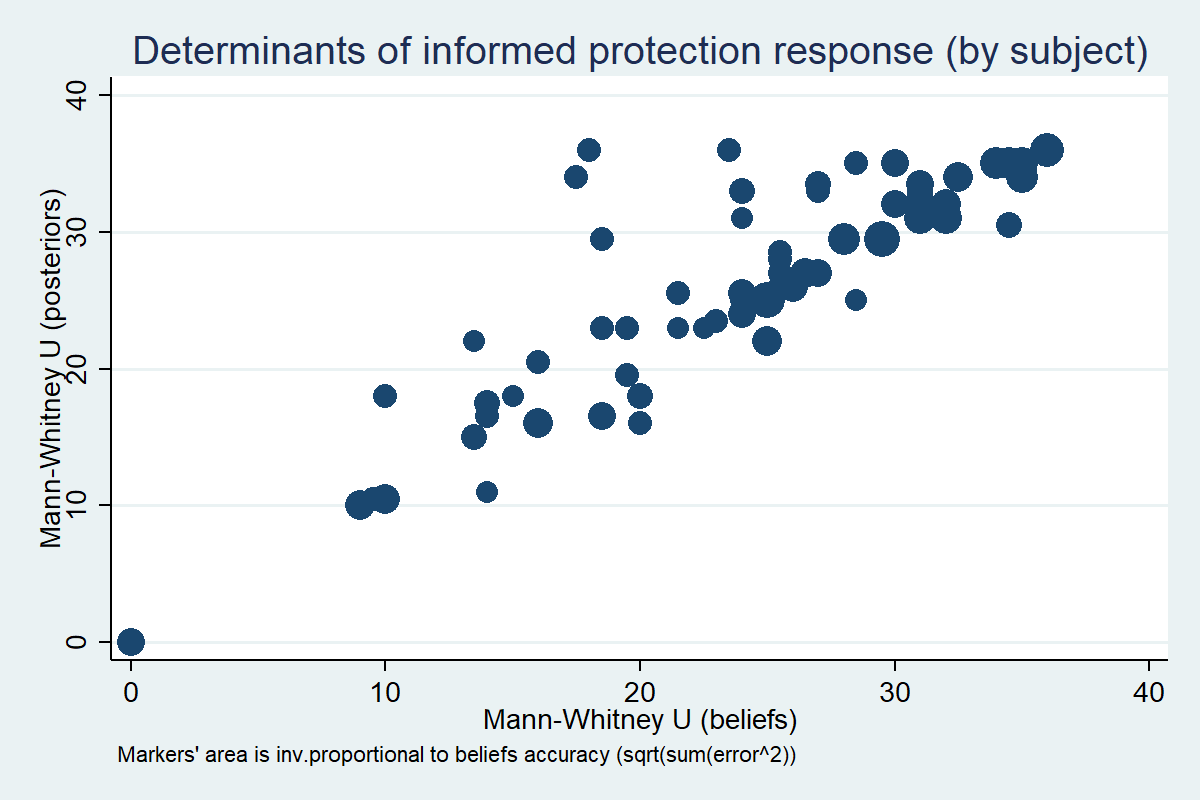 Determinants of informed protection response (by subject)
Mann-Whitney U (posteriors)
40
30
20
10
0
0 10 20 30 40
Mann-Whitney U (beliefs)
Markers' area is inv.proportional to beliefs accuracy (sqrt(sum(error^2))